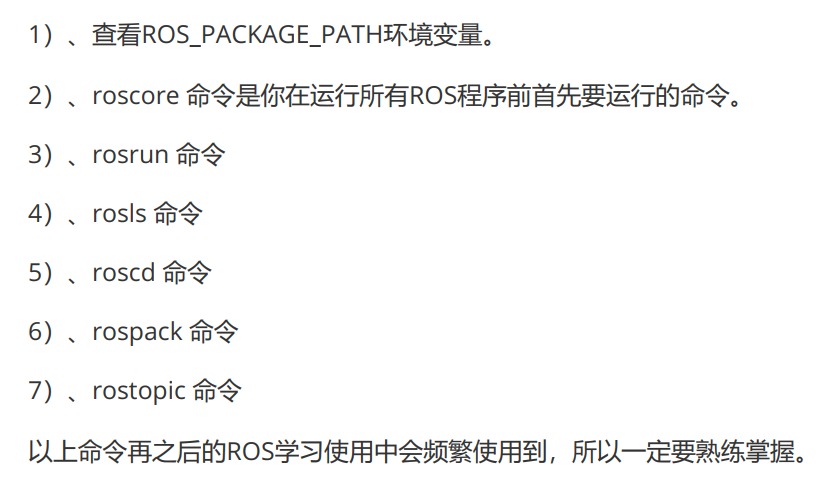 1）、查看ROS_PACKAGE_PATH环境变量。
2）、roscore 命令是你在运行所有ROS程序前首先要运行的命令。
3）、rosrun 命令
4）、rosls 命令
5）、roscd 命令
6）、rospack 命令
7）、rostopic 命令
以上命令再之后的ROS学习使用中会频繁使用到，所以一定要熟练掌握。